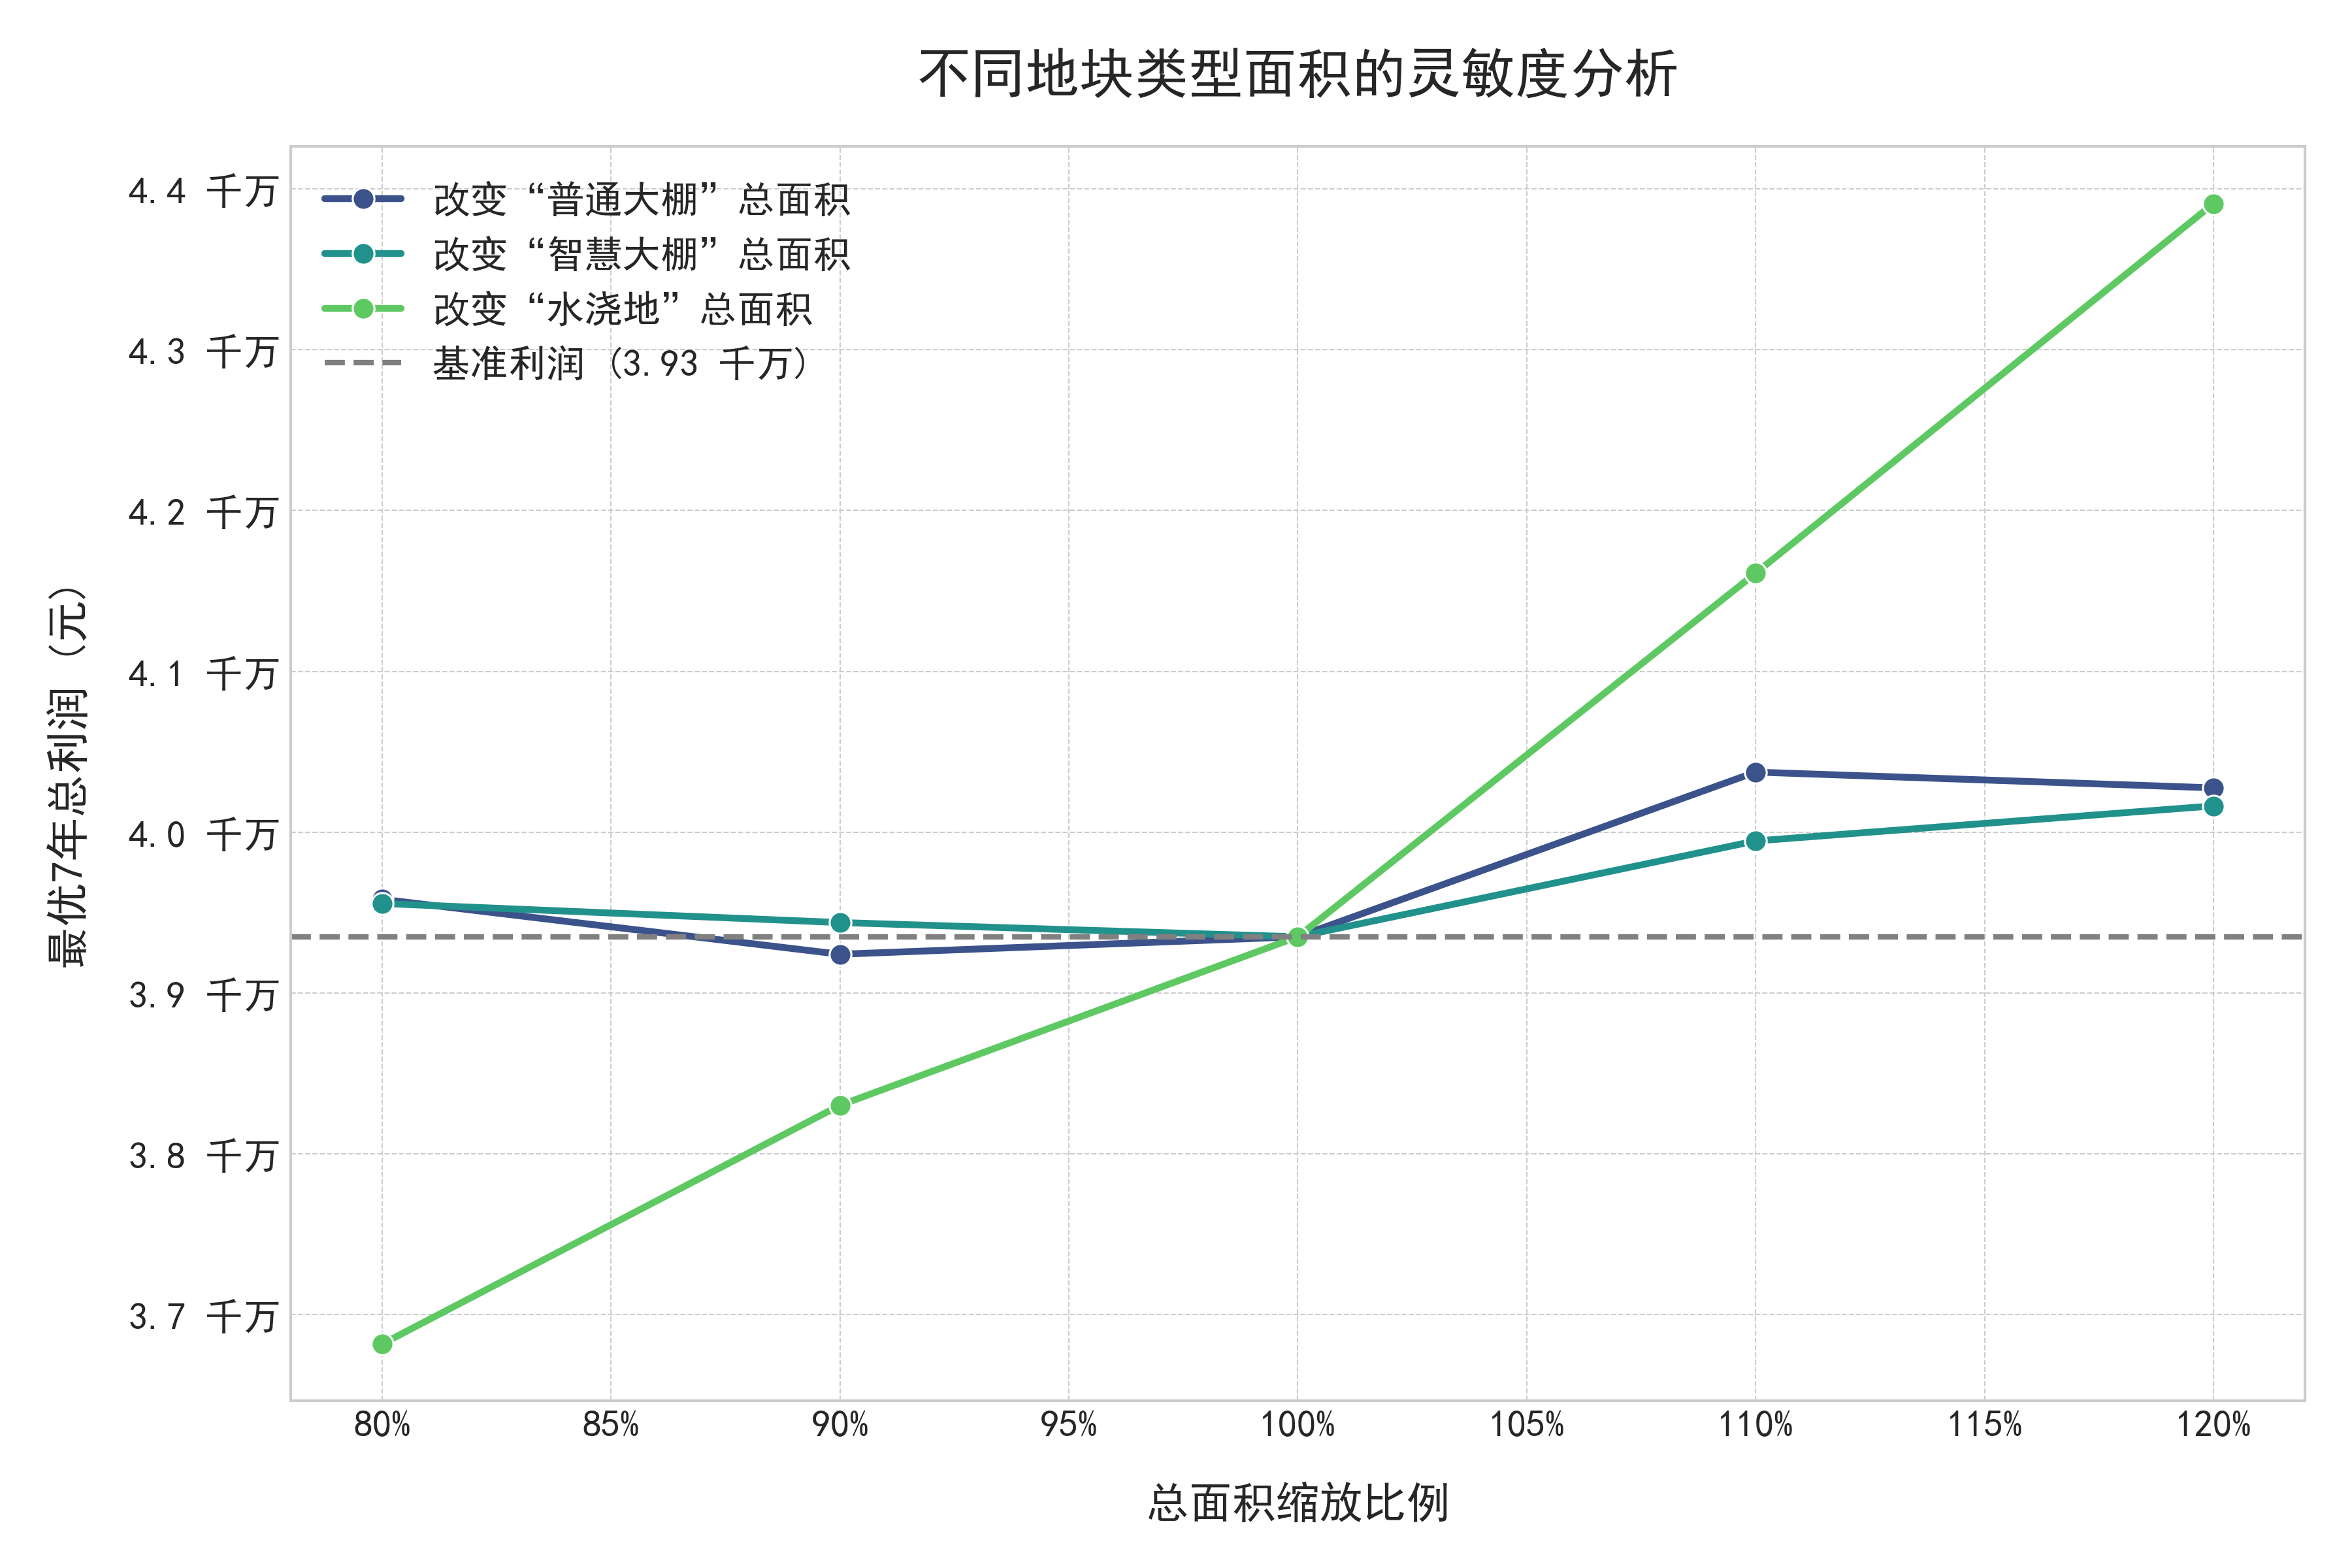 不同地块类型面积的灵敏度分析
改变 “普通大棚” 总面积
改变 “智慧大棚” 总面积
改变 “水浇地” 总面积
基准利润 (3.93 千万)
最优7年总利润 (元)
4.4 千万
4.3 千万
4.2 千万
4.1 千万
4.0 千万
3.9 千万
3.8 千万
3.7 千万
80% 85% 90% 95% 100% 105% 110% 115% 120%
总面积缩放比例